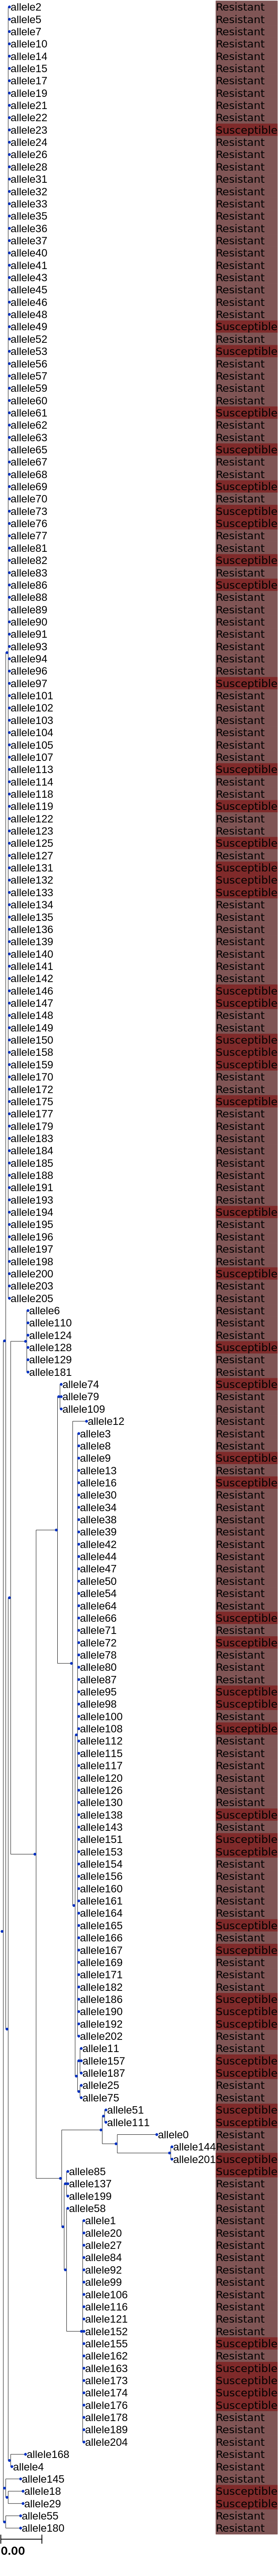 allele2 Resistant
allele5 Resistant
allele7 Resistant
allele10 Resistant
allele14 Resistant
allele15 Resistant
allele17 Resistant
allele19 Resistant
allele21 Resistant
allele22 Resistant
allele23 Susceptible
allele24 Resistant
allele26 Resistant
allele28 Resistant
allele31 Resistant
allele32 Resistant
allele33 Resistant
allele35 Resistant
allele36 Resistant
allele37 Resistant
allele40 Resistant
allele41 Resistant
allele43 Resistant
allele45 Resistant
allele46 Resistant
allele48 Resistant
allele49 Susceptible
allele52 Resistant
allele53 Susceptible
allele56 Resistant
allele57 Resistant
allele59 Resistant
allele60 Resistant
allele61 Susceptible
allele62 Resistant
allele63 Resistant
allele65 Susceptible
allele67 Resistant
allele68 Resistant
allele69 Susceptible
allele70 Resistant
allele73 Susceptible
allele76 Susceptible
allele77 Resistant
allele81 Resistant
allele82 Susceptible
allele83 Resistant
allele86 Susceptible
allele88 Resistant
allele89 Resistant
allele90 Resistant
allele91 Resistant
allele93 Resistant
allele94 Resistant
allele96 Resistant
allele97 Susceptible
allele101 Resistant
allele102 Resistant
allele103 Resistant
allele104 Resistant
allele105 Resistant
allele107 Resistant
allele113 Susceptible
allele114 Resistant
allele118 Resistant
allele119 Susceptible
allele122 Resistant
allele123 Resistant
allele125 Susceptible
allele127 Resistant
allele131 Susceptible
allele132 Susceptible
allele133 Susceptible
allele134 Resistant
allele135 Resistant
allele136 Resistant
allele139 Resistant
allele140 Resistant
allele141 Resistant
allele142 Resistant
allele146 Susceptible
allele147 Susceptible
allele148 Resistant
allele149 Resistant
allele150 Susceptible
allele158 Susceptible
allele159 Susceptible
allele170 Resistant
allele172 Resistant
allele175 Susceptible
allele177 Resistant
allele179 Resistant
allele183 Resistant
allele184 Resistant
allele185 Resistant
allele188 Resistant
allele191 Resistant
allele193 Resistant
allele194 Susceptible
allele195 Resistant
allele196 Resistant
allele197 Resistant
allele198 Resistant
allele200 Susceptible
allele203 Resistant
allele205 Resistant
allele6 Resistant
allele110 Resistant
allele124 Resistant
allele128 Susceptible
allele129 Resistant
allele181 Resistant
allele74 Susceptible
allele79 Resistant
allele109 Resistant
allele12 Resistant
allele3 Resistant
allele8 Resistant
allele9 Susceptible
allele13 Resistant
allele16 Susceptible
allele30 Resistant
allele34 Resistant
allele38 Resistant
allele39 Resistant
allele42 Resistant
allele44 Resistant
allele47 Resistant
allele50 Resistant
allele54 Resistant
allele64 Resistant
allele66 Susceptible
allele71 Resistant
allele72 Susceptible
allele78 Resistant
allele80 Resistant
allele87 Resistant
allele95 Susceptible
allele98 Susceptible
allele100 Resistant
allele108 Susceptible
allele112 Resistant
allele115 Resistant
allele117 Resistant
allele120 Resistant
allele126 Resistant
allele130 Resistant
allele138 Susceptible
allele143 Resistant
allele151 Susceptible
allele153 Susceptible
allele154 Resistant
allele156 Resistant
allele160 Resistant
allele161 Resistant
allele164 Resistant
allele165 Susceptible
allele166 Resistant
allele167 Susceptible
allele169 Resistant
allele171 Resistant
allele182 Resistant
allele186 Susceptible
allele190 Susceptible
allele192 Susceptible
allele202 Resistant
allele11 Resistant
allele157 Susceptible
allele187 Susceptible
allele25 Resistant
allele75 Resistant
allele51 Susceptible
allele111 Susceptible
allele0 Resistant
allele144 Resistant
allele201 Susceptible
allele85 Susceptible
allele137 Resistant
allele199 Resistant
allele58 Resistant
allele1 Resistant
allele20 Resistant
allele27 Resistant
allele84 Resistant
allele92 Resistant
allele99 Resistant
allele106 Resistant
allele116 Resistant
allele121 Resistant
allele152 Resistant
allele155 Susceptible
allele162 Resistant
allele163 Susceptible
allele173 Susceptible
allele174 Susceptible
allele176 Susceptible
allele178 Resistant
allele189 Resistant
allele204 Resistant
allele168 Resistant
allele4 Resistant
allele145 Resistant
allele18 Susceptible
allele29 Susceptible
allele55 Resistant
allele180 Resistant
0.00